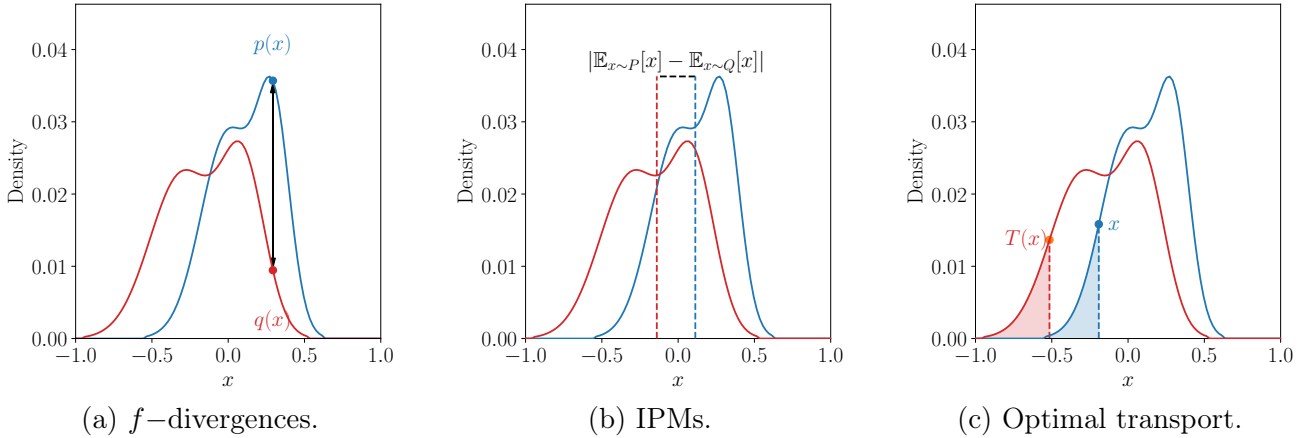 0.04
0.03
0.02
0.01
0.00
Density
−1.0 −0.5 0.0 0.5 1.0
x
p(x)
q(x)
(a) f−divergences.
0.04
0.03
0.02
0.01
0.00
Density
−1.0 −0.5 0.0 0.5 1.0
x
|𝔼x∼P[x] − 𝔼x∼Q[x]|
(b) IPMs.
0.04
0.03
0.02
0.01
0.00
Density
−1.0 −0.5 0.0 0.5 1.0
x
T(x)
x
(c) Optimal transport.